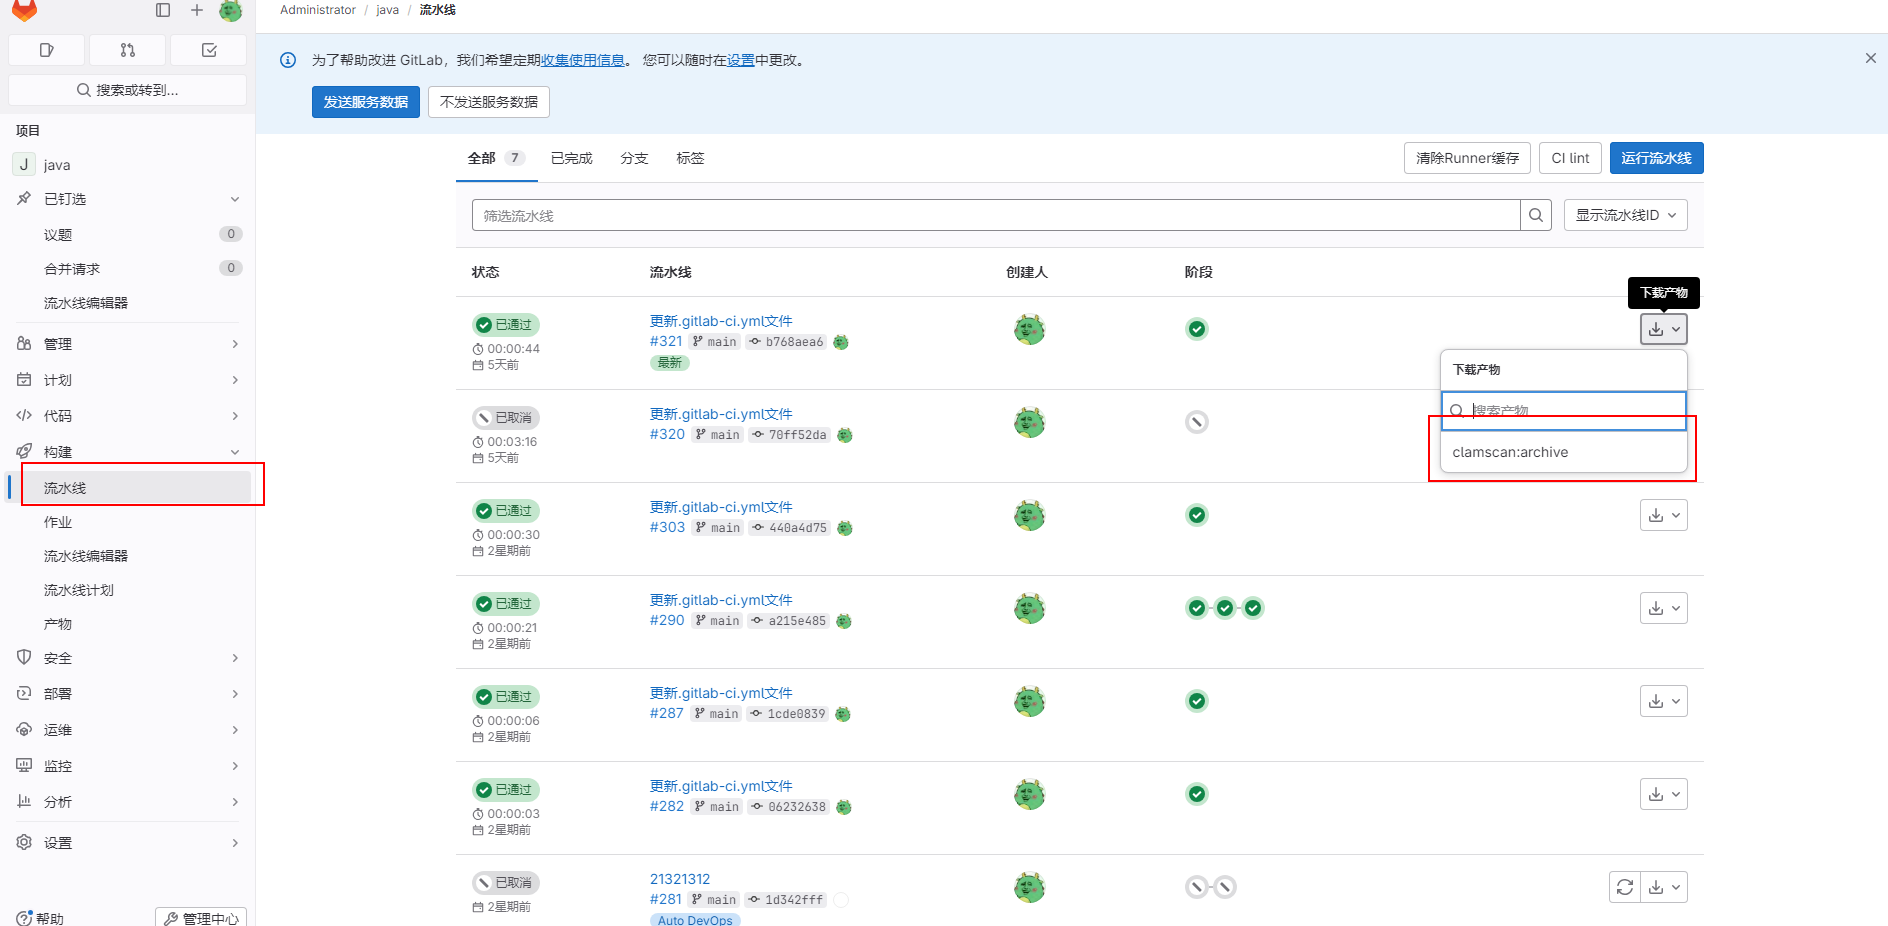 Administrator / java / 流水线
搜索或转到...
项目
J java
已钉选
议题 0
合并请求 0
流水线编辑器
管理
计划
代码
构建
流水线
作业
流水线编辑器
流水线计划
产物
安全
部署
运维
监控
分析
设置
帮助
管理中心
为了帮助改进 GitLab，我们希望定期收集使用信息。 您可以随时在设置中更改。
发送服务数据 不发送服务数据
全部 7 已完成 分支 标签
清除Runner缓存 CI lint 运行流水线
筛选流水线
显示流水线ID
状态 流水线 创建人 阶段
下载产物
已通过
00:00:44
5天前
更新.gitlab-ci.yml文件
#321 main b768aea6
最新
下载产物
搜索产物
clamscan:archive
已取消
00:03:16
5天前
更新.gitlab-ci.yml文件
#320 main 70ff52da
已通过
00:00:30
2星期前
更新.gitlab-ci.yml文件
#303 main 440a4d75
已通过
00:00:21
2星期前
更新.gitlab-ci.yml文件
#290 main a215e485
已通过
00:00:06
2星期前
更新.gitlab-ci.yml文件
#287 main 1cde0839
已通过
00:00:03
2星期前
更新.gitlab-ci.yml文件
#282 main 06232638
已取消
2星期前
21321312
#281 main 1d342fff
Auto DevOps